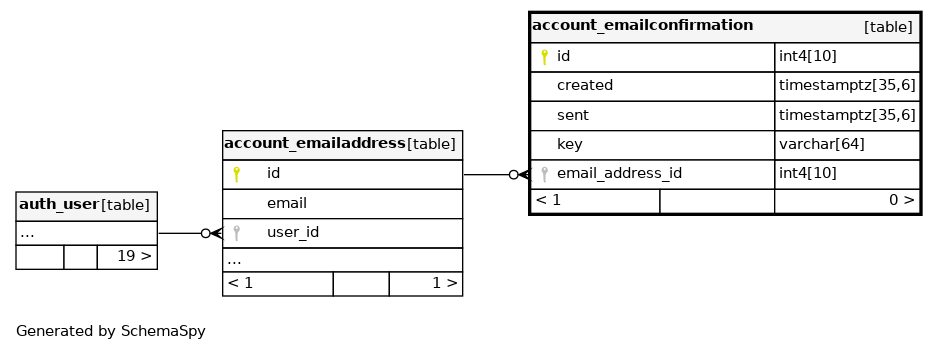 account_emailconfirmation [table]
id int4[10]
created timestamptz[35,6]
sent timestamptz[35,6]
key varchar[64]
email_address_id int4[10]
< 1 0 >
account_emailaddress [table]
id
email
user_id
...
< 1 1 >
auth_user [table]
...
19 >
Generated by SchemaSpy